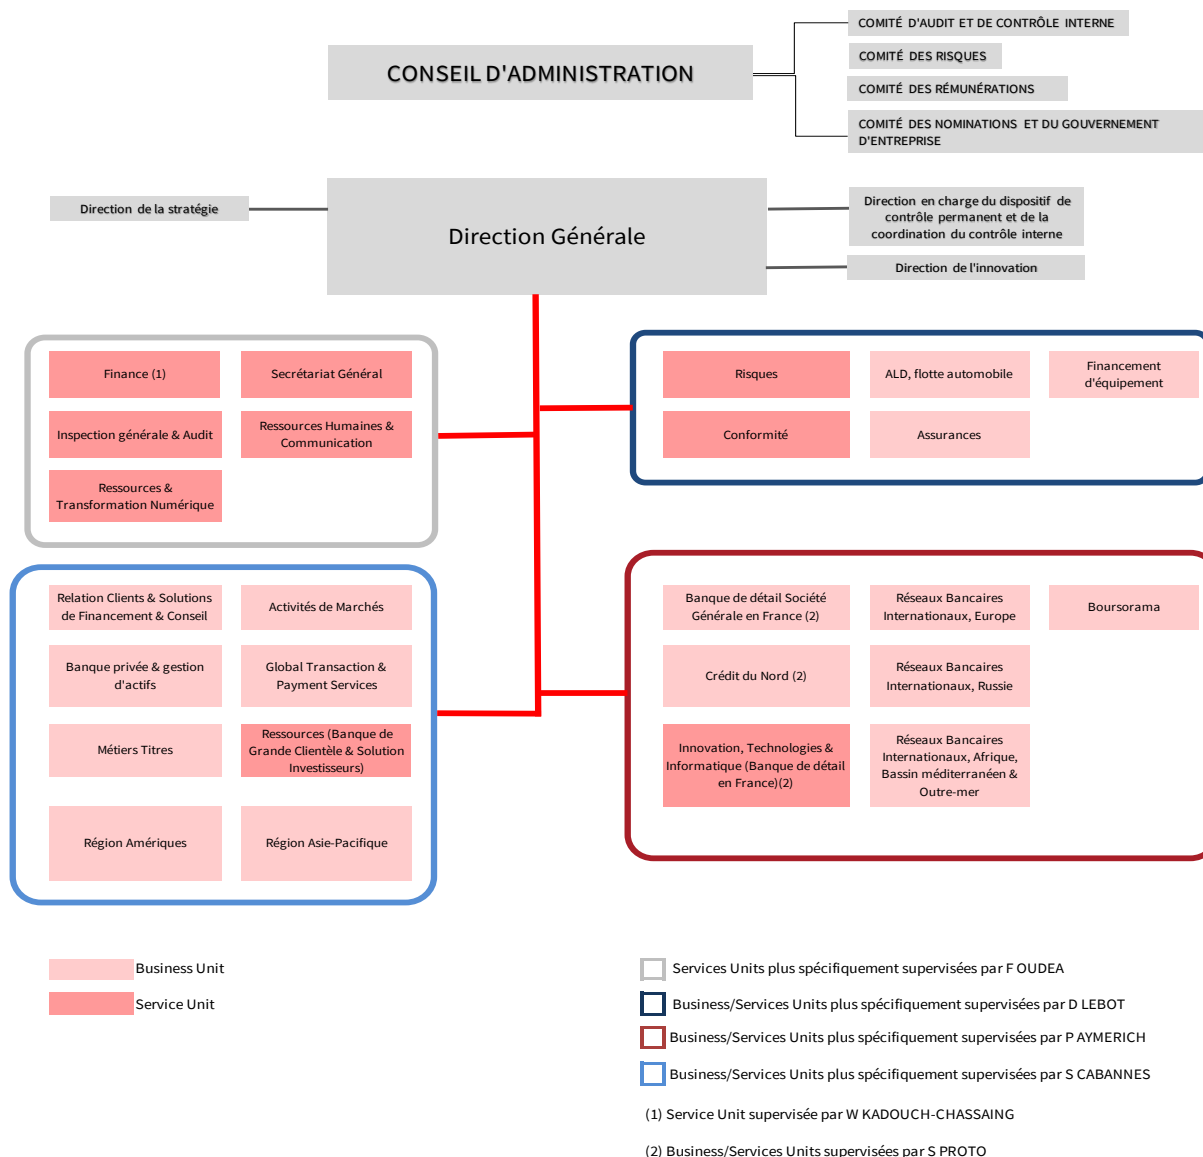 COMITÉ D'AUDIT ET DE CONTRÔLE INTERNE
CONSEIL D'ADMINISTRATION
COMITÉ DES RISQUES
COMITÉ DES RÉMUNÉRATIONS
COMITÉ DES NOMINATIONS ET DU GOUVERNEMENT
D'ENTREPRISE
Direction de la stratégie
Direction Générale
Direction en charge du dispositif de
contrôle permanent et de la
coordination du contrôle interne
Direction de l'innovation
Finance (1)
Secrétariat Général
Inspection générale & Audit
Ressources Humaines &
Communication
Ressources &
Transformation Numérique
Risques
ALD, flotte automobile
Financement
d'équipement
Conformité
Assurances
Relation Clients & Solutions
de Financement & Conseil
Activités de Marchés
Banque privée & gestion
d'actifs
Global Transaction &
Payment Services
Métiers Titres
Ressources (Banque de
Grande Clientèle & Solution
Investisseurs)
Région Amériques
Région Asie-Pacifique
Banque de détail Société
Générale en France (2)
Réseaux Bancaires
Internationaux, Europe
Boursorama
Crédit du Nord (2)
Réseaux Bancaires
Internationaux, Russie
Innovation, Technologies &
Informatique (Banque de détail
en France)(2)
Réseaux Bancaires
Internationaux, Afrique,
Bassin méditerranéen &
Outre-mer
Business Unit
Service Unit
Services Units plus spécifiquement supervisées par F OUDEA
Business/Services Units plus spécifiquement supervisées par D LEBOT
Business/Services Units plus spécifiquement supervisées par P AYMERICH
Business/Services Units plus spécifiquement supervisées par S CABANNES
(1) Service Unit supervisée par W KADOUCH-CHASSAING
(2) Business/Services Units supervisées par S PROTO